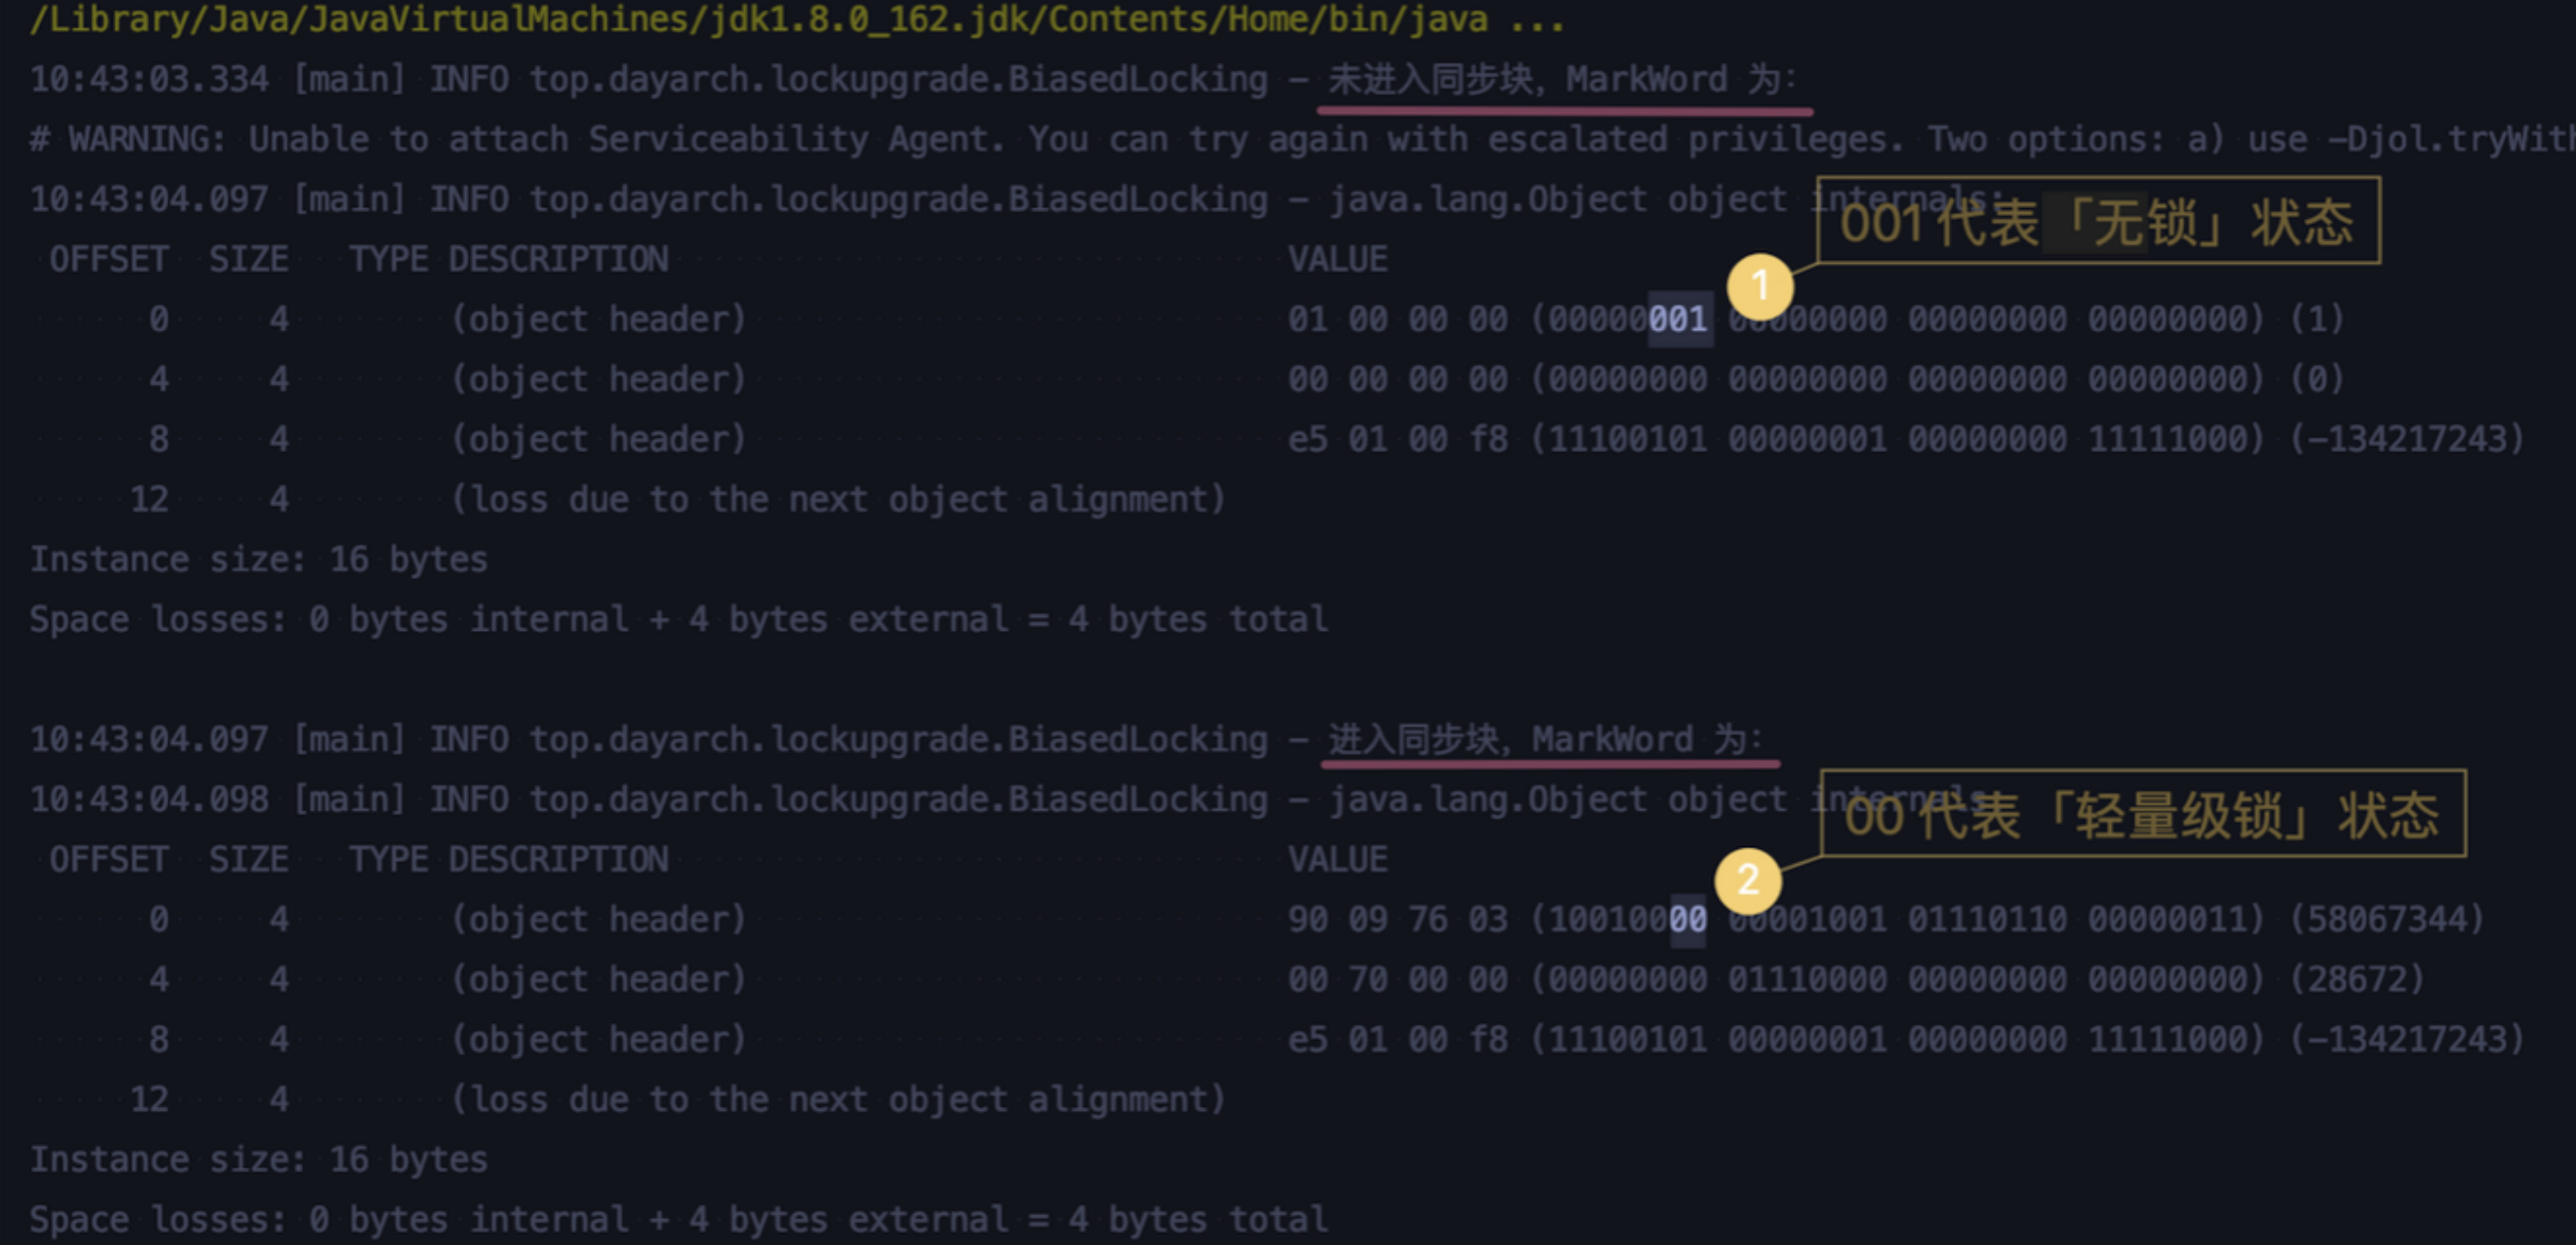 /Library/Java/JavaVirtualMachines/jdk1.8.0_162.jdk/Contents/Home/bin/java ...
10:43:03.334 [main] INFO top.dayarch.lockupgrade.BiasedLocking - 未进入同步块，MarkWord 为：
# WARNING: Unable to attach Serviceability Agent. You can try again with escalated privileges. Two options: a) use -Djol.tryWith
10:43:04.097 [main] INFO top.dayarch.lockupgrade.BiasedLocking - java.lang.Object object internals:
001 代表「无锁」状态
OFFSET SIZE TYPE DESCRIPTION VALUE
1
0 4 (object header) 01 00 00 00 (00000001 00000000 00000000 00000000) (1)
4 4 (object header) 00 00 00 00 (00000000 00000000 00000000 00000000) (0)
8 4 (object header) e5 01 00 f8 (11100101 00000001 00000000 11111000) (-134217243)
12 4 (loss due to the next object alignment)
Instance size: 16 bytes
Space losses: 0 bytes internal + 4 bytes external = 4 bytes total
10:43:04.097 [main] INFO top.dayarch.lockupgrade.BiasedLocking - 进入同步块，MarkWord 为：
10:43:04.098 [main] INFO top.dayarch.lockupgrade.BiasedLocking - java.lang.Object object internals
00 代表「轻量级锁」状态
OFFSET SIZE TYPE DESCRIPTION VALUE
2
0 4 (object header) 90 09 76 03 (10010000 00001001 01110110 00000011) (58067344)
4 4 (object header) 00 70 00 00 (00000000 01110000 00000000 00000000) (28672)
8 4 (object header) e5 01 00 f8 (11100101 00000001 00000000 11111000) (-134217243)
12 4 (loss due to the next object alignment)
Instance size: 16 bytes
Space losses: 0 bytes internal + 4 bytes external = 4 bytes total